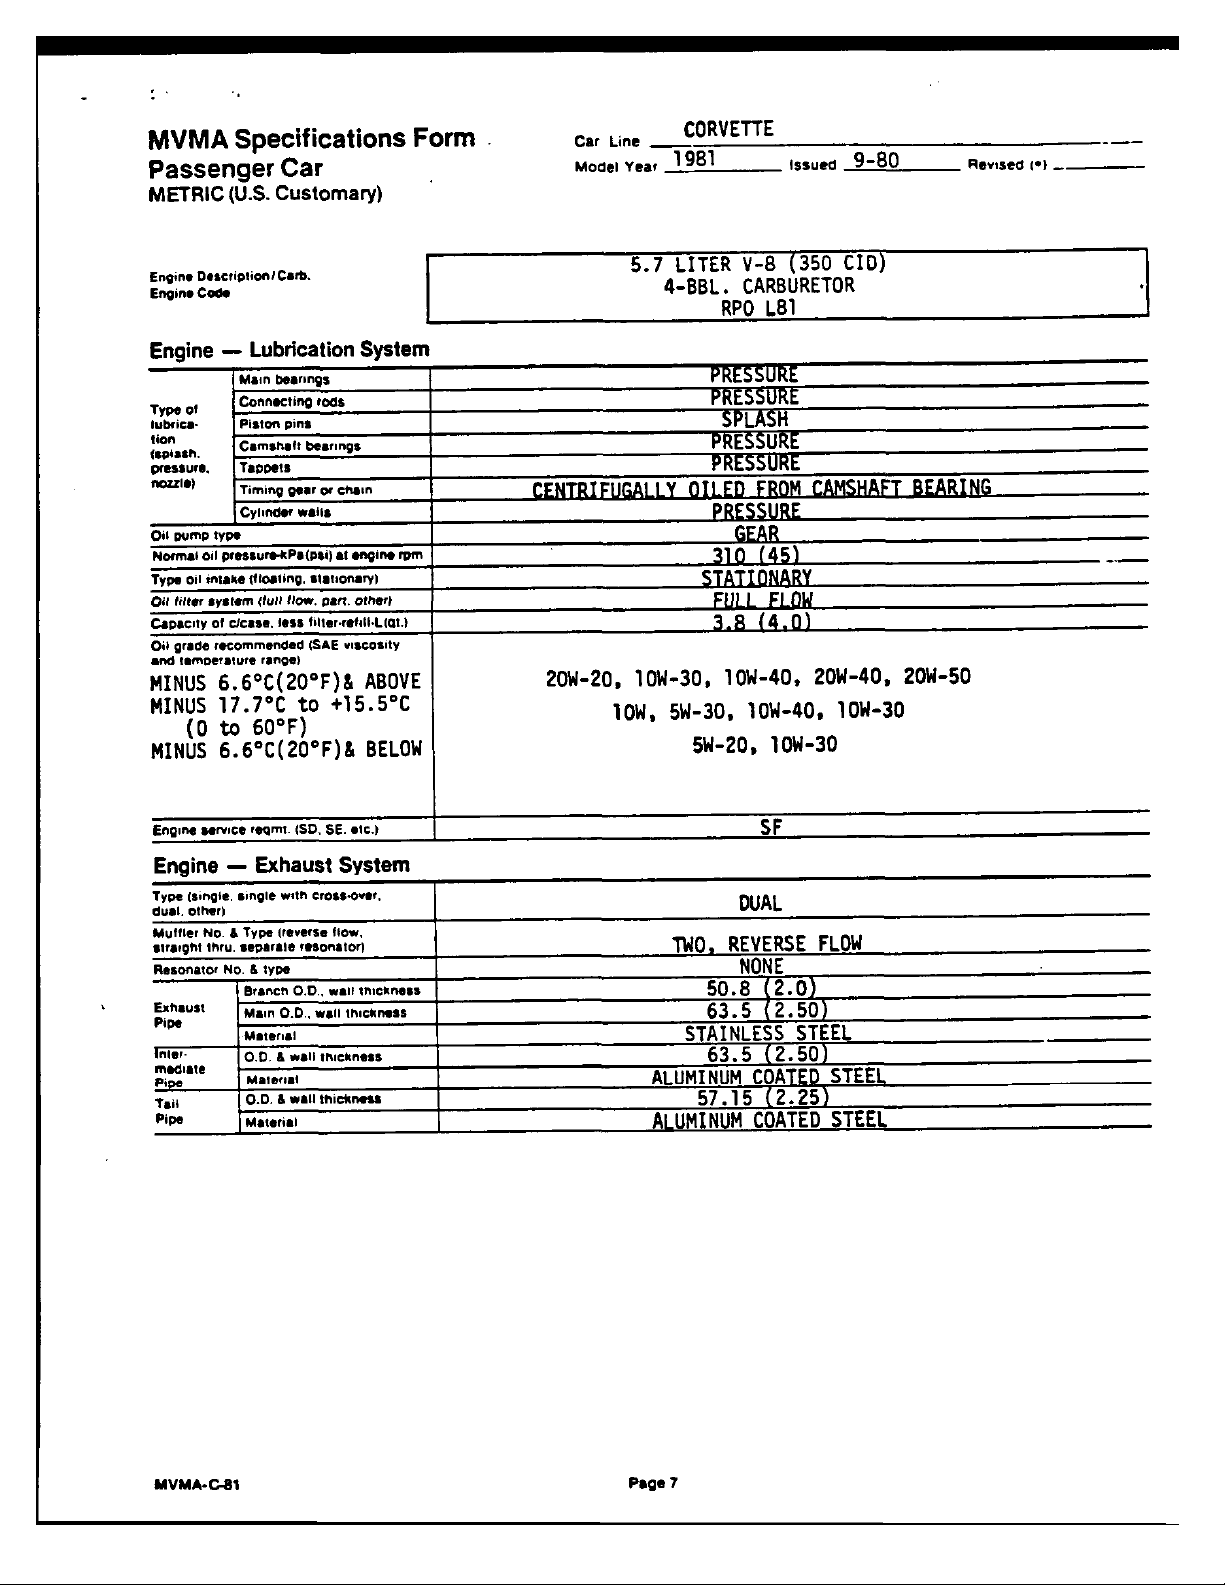 MVMA Specifications Form
Passenger Car
METRIC (U.S. Customary)
Car Line CORVETTE
Model Year 1981 Issued 9-80 Revised (•)
Engine Description/Carb.
Engine Code
5.7 LITER V-8 (350 CID)
4-BBL. CARBURETOR
RPO L81
Engine — Lubrication System
Type of lubrica-tion (splash, pressure, nozzle)
Main bearings PRESSURE
Connecting rods PRESSURE
Piston pins SPLASH
Camshaft bearings PRESSURE
Tappets PRESSURE
Timing gear or chain CENTRIFUGALLY OILED FROM CAMSHAFT BEARING
Cylinder walls PRESSURE
Oil pump type GEAR
Normal oil pressure-kPa(psi) at engine rpm 310 (45)
Type oil intake (floating, stationary) STATIONARY
Oil filter system (full flow, part, other) FULL FLOW
Capacity of c/case, less filter-refill-L(qt.) 3.8 (4.0)
Oil grade recommended (SAE viscosity
and temperature range)
MINUS 6.6°C(20°F)& ABOVE 20W-20, 10W-30, 10W-40, 20W-40, 20W-50
MINUS 17.7°C to +15.5°C 10W, 5W-30, 10W-40, 10W-30
(0 to 60°F)
MINUS 6.6°C(20°F)& BELOW 5W-20, 10W-30
Engine service reqmt. (SD, SE, etc.) SF
Engine — Exhaust System
Type (single, single with cross-over,
dual, other) DUAL
Muffler No. & Type (reverse flow,
straight thru, separate resonator) TWO, REVERSE FLOW
Resonator No. & type NONE
Exhaust Pipe
Branch O.D., wall thickness 50.8 (2.0)
Main O.D., wall thickness 63.5 (2.50)
Material STAINLESS STEEL
Inter-mediate Pipe
O.D. & wall thickness 63.5 (2.50)
Material ALUMINUM COATED STEEL
Tail Pipe
O.D. & wall thickness 57.15 (2.25)
Material ALUMINUM COATED STEEL
MVMA-C-81 Page 7